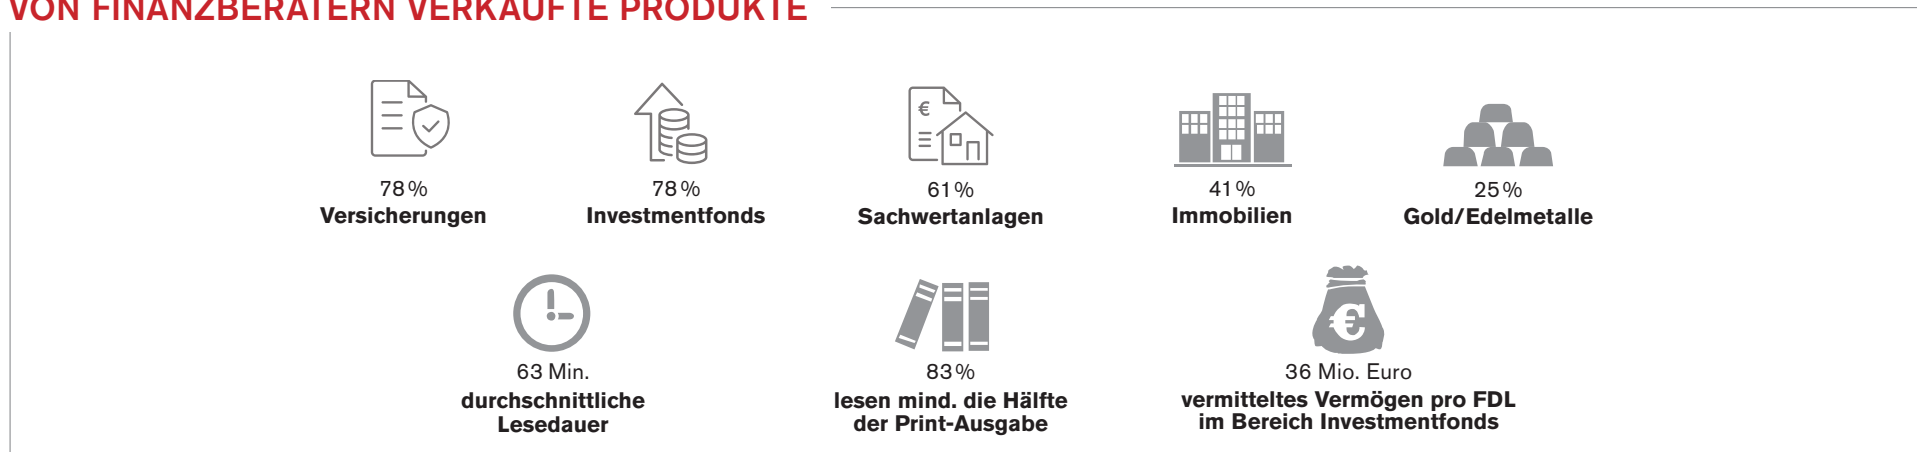 VON FINANZBERATERN VERKAUFTE PRODUKTE
€
78 %
Versicherungen
78 %
Investmentfonds
61 %
Sachwertanlagen
41 %
Immobilien
25 %
Gold/Edelmetalle
63 Min.
durchschnittliche
Lesedauer
83 %
lesen mind. die Hälfte
der Print-Ausgabe
€
36 Mio. Euro
vermitteltes Vermögen pro FDL
im Bereich Investmentfonds